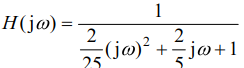 H(jω) = 1 / (2/25 (jω)² + 2/5 jω + 1)